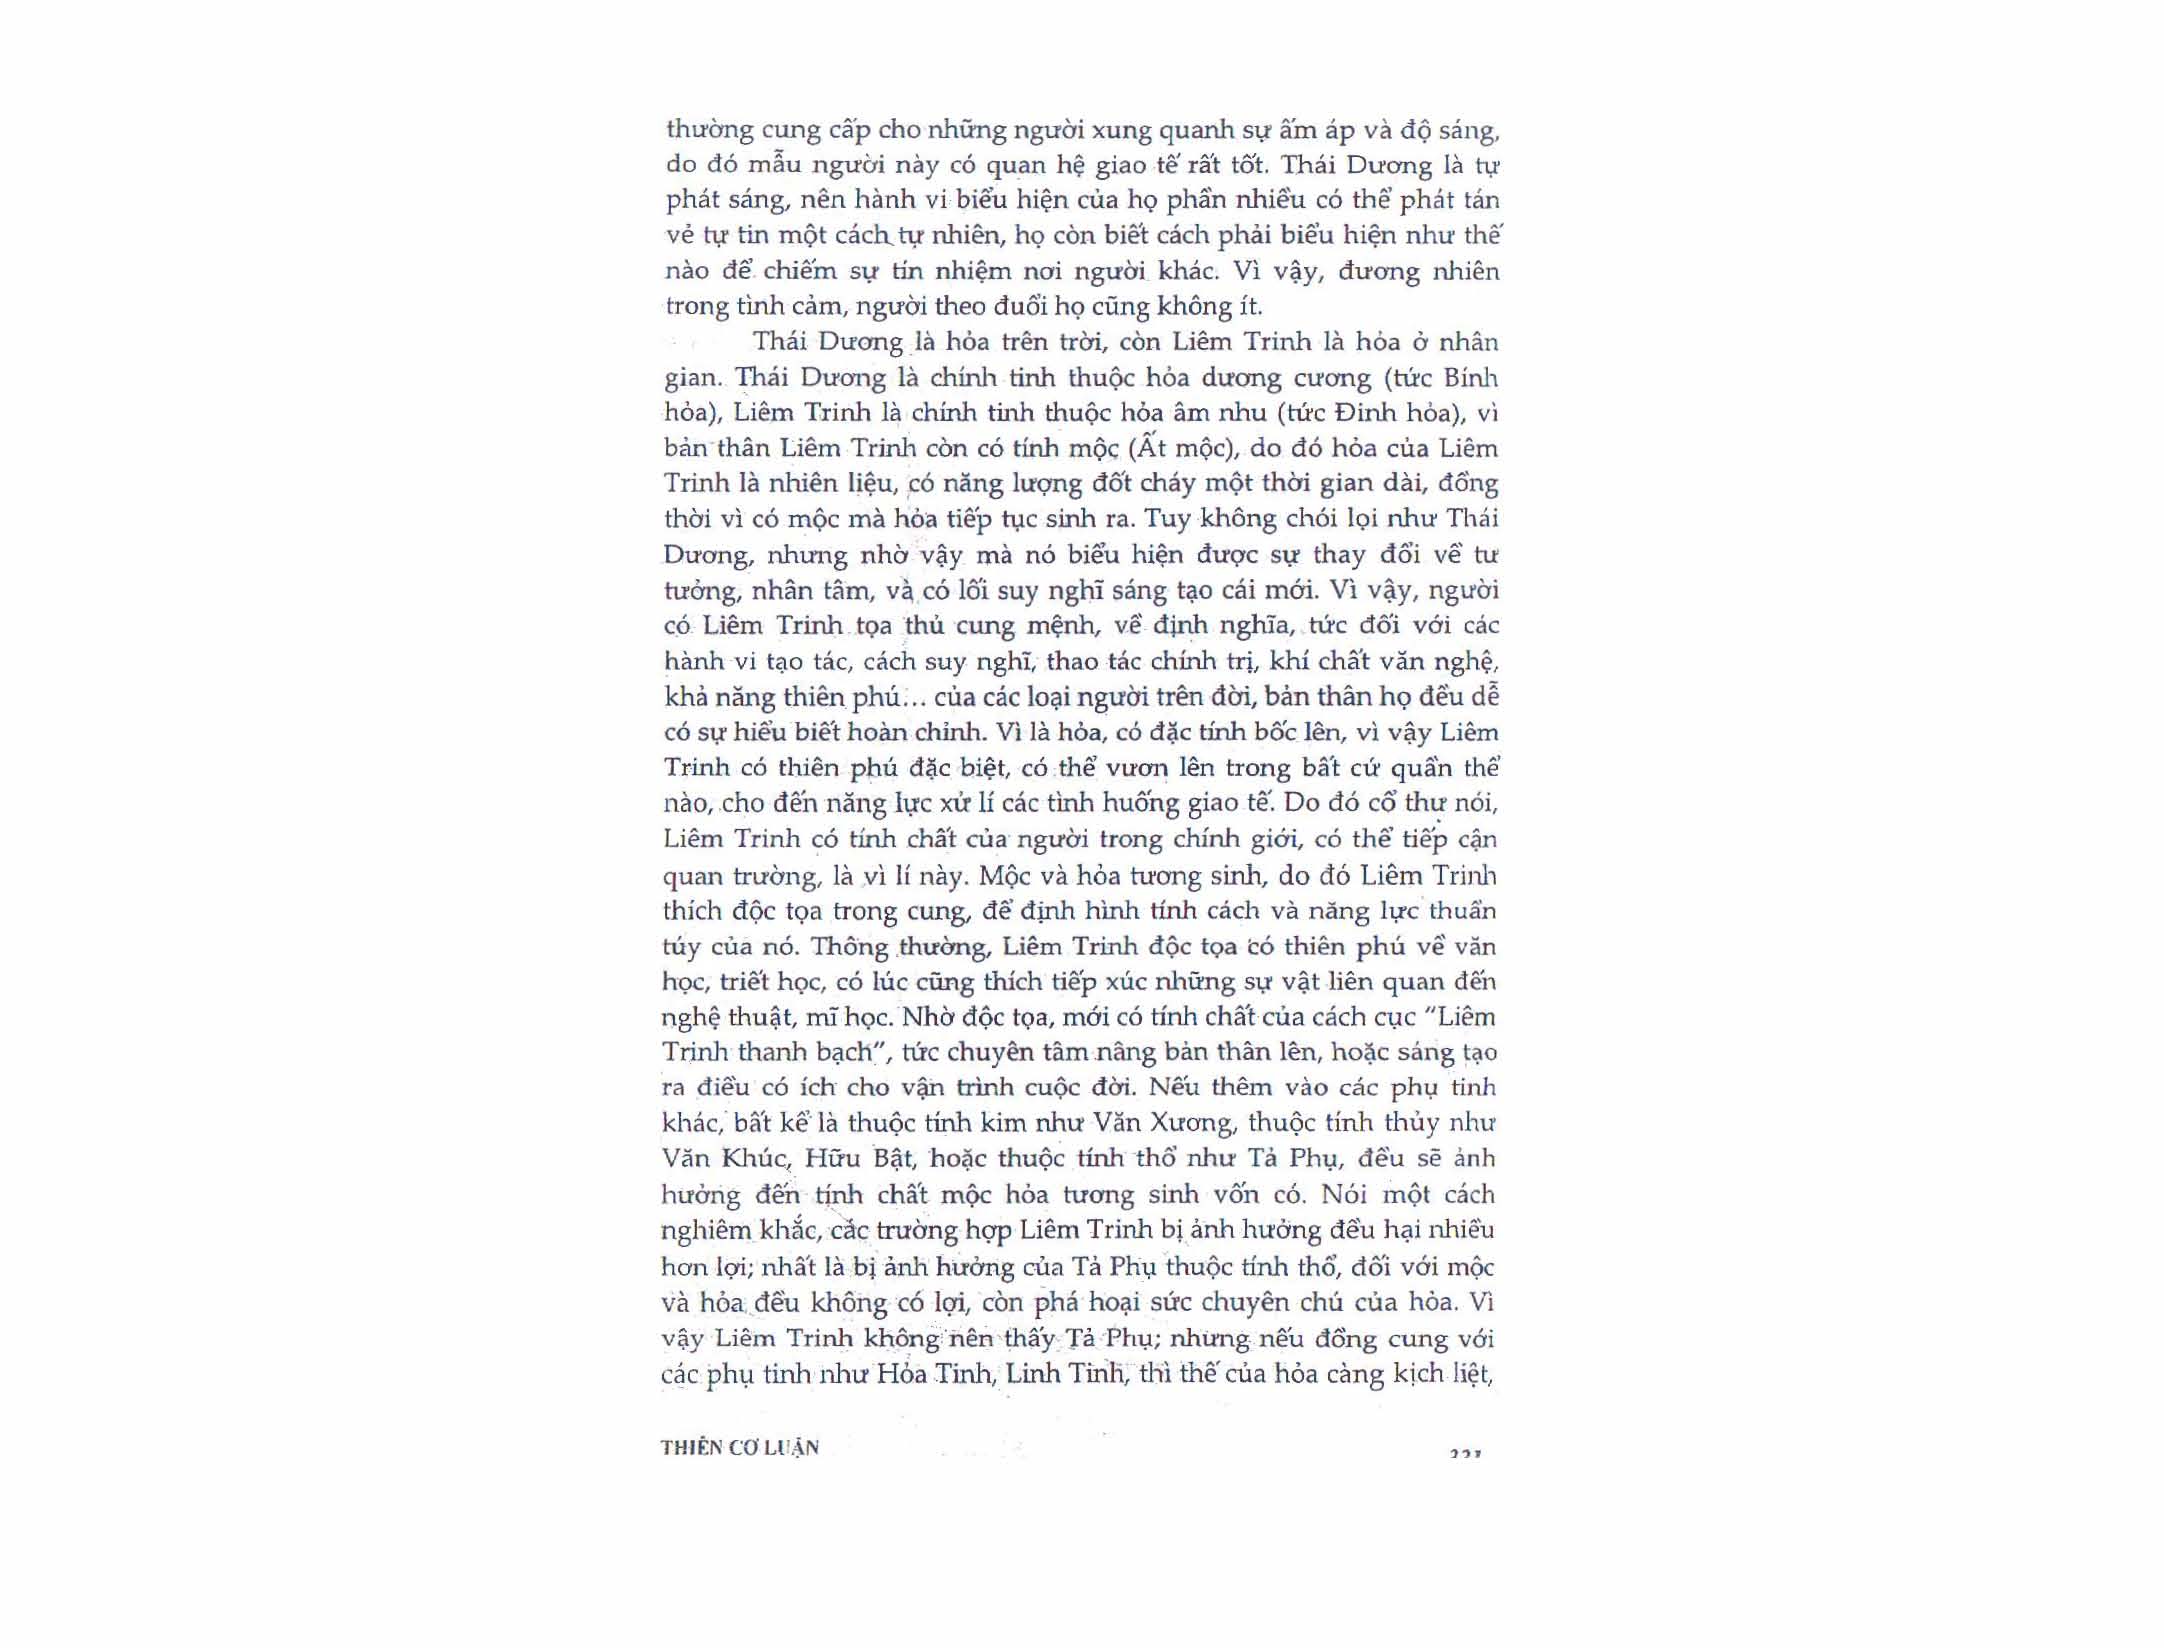 thường cung cấp cho những người xung quanh sự ấm áp và độ sáng,
do đó mẫu người này có quan hệ giao tế rất tốt. Thái Dương là tự
phát sáng, nên hành vi biểu hiện của họ phần nhiều có thể phát tán
vẻ tự tin một cách tự nhiên, họ còn biết cách phải biểu hiện như thế
nào để chiếm sự tín nhiệm nơi người khác. Vì vậy, đương nhiên
trong tình cảm, người theo đuổi họ cũng không ít.
Thái Dương là hỏa trên trời, còn Liêm Trinh là hỏa ở nhân
gian. Thái Dương là chính tinh thuộc hỏa dương cương (tức Bính
hỏa), Liêm Trinh là chính tinh thuộc hỏa âm nhu (tức Đinh hỏa), vì
bản thân Liêm Trinh còn có tính mộc (Ất mộc), do đó hỏa của Liêm
Trinh là nhiên liệu, có năng lượng đốt cháy một thời gian dài, đồng
thời vì có mộc mà hỏa tiếp tục sinh ra. Tuy không chói lọi như Thái
Dương, nhưng nhờ vậy mà nó biểu hiện được sự thay đổi về tư
tưởng, nhân tâm, và có lối suy nghĩ sáng tạo cái mới. Vì vậy, người
có Liêm Trinh tọa thủ cung mệnh, về định nghĩa, tức đối với các
hành vi tạo tác, cách suy nghĩ, thao tác chính trị, khí chất văn nghệ,
khả năng thiên phú... của các loại người trên đời, bản thân họ đều dễ
có sự hiểu biết hoàn chỉnh. Vì là hỏa, có đặc tính bốc lên, vì vậy Liêm
Trinh có thiên phú đặc biệt, có thể vươn lên trong bất cứ quần thể
nào, cho đến năng lực xử lí các tình huống giao tế. Do đó cổ thư nói,
Liêm Trinh có tính chất của người trong chính giới, có thể tiếp cận
quan trường, là vì lí này. Mộc và hỏa tương sinh, do đó Liêm Trinh
thích độc tọa trong cung, để định hình tính cách và năng lực thuần
túy của nó. Thông thường, Liêm Trinh độc tọa có thiên phú về văn
học, triết học, có lúc cũng thích tiếp xúc những sự vật liên quan đến
nghệ thuật, mĩ học. Nhờ độc tọa, mới có tính chất của cách cục "Liêm
Trinh thanh bạch", tức chuyên tâm nâng bản thân lên, hoặc sáng tạo
ra điều có ích cho vận trình cuộc đời. Nếu thêm vào các phụ tinh
khác, bất kể là thuộc tính kim như Văn Xương, thuộc tính thủy như
Văn Khúc, Hữu Bật, hoặc thuộc tính thổ như Tả Phụ, đều sẽ ảnh
hưởng đến tính chất mộc hỏa tương sinh vốn có. Nói một cách
nghiêm khắc, các trường hợp Liêm Trinh bị ảnh hưởng đều hại nhiều
hơn lợi; nhất là bị ảnh hưởng của Tả Phụ thuộc tính thổ, đối với mộc
và hỏa đều không có lợi, còn phá hoại sức chuyên chú của hỏa. Vì
vậy Liêm Trinh không nên thấy Tả Phụ; nhưng nếu đồng cung với
các phụ tinh như Hỏa Tinh, Linh Tinh, thì thế của hỏa càng kịch liệt,
THIÊN CƠ LUẬN